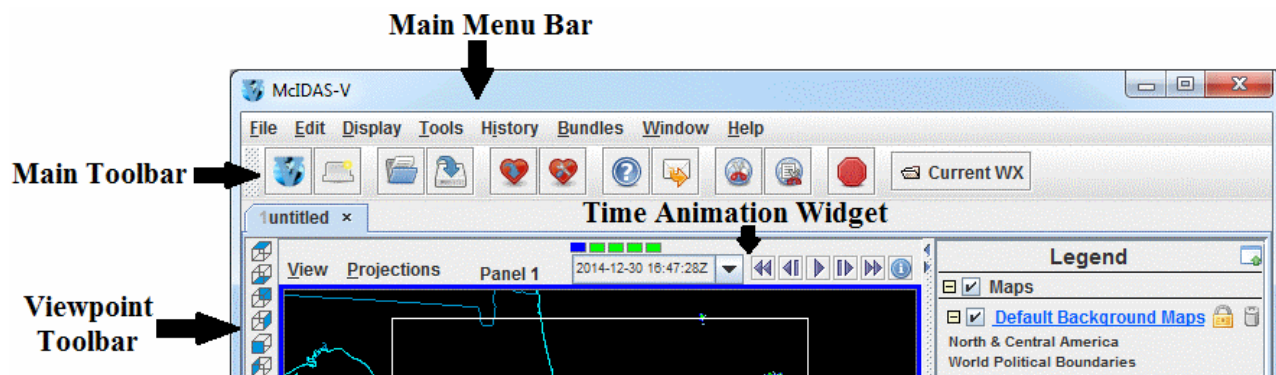 Main Menu Bar
McIDAS-V
File Edit Display Tools History Bundles Window Help
Main Toolbar
Current WX
1untitled ×
Time Animation Widget
View Projections Panel 1 2014-12-30 16:47:28Z
Legend
Maps
Viewpoint
Toolbar
Default Background Maps
North & Central America
World Political Boundaries